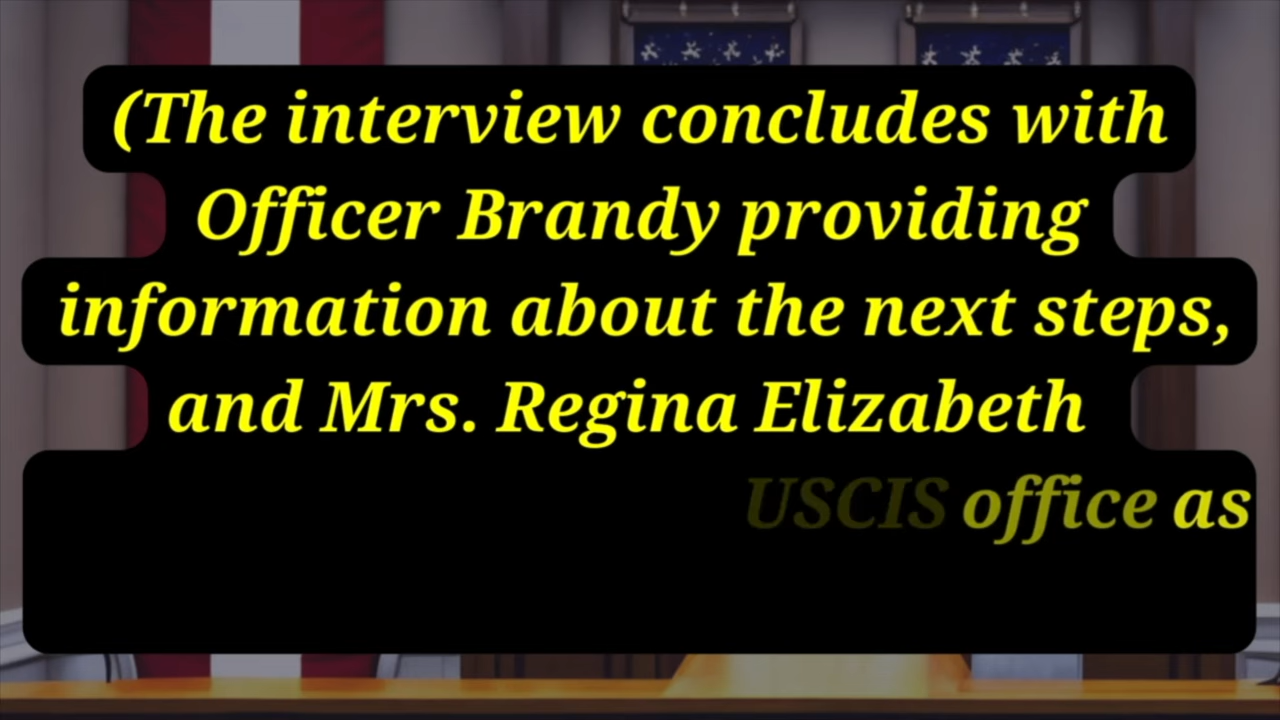 (The interview concludes with
Officer Brandy providing
information about the next steps,
and Mrs. Regina Elizabeth
USCIS office as